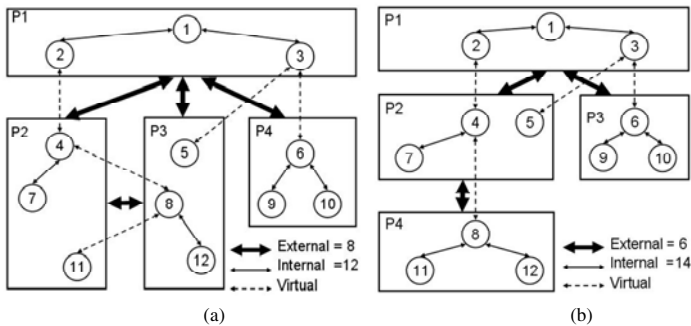 P1
1
2
3
P2
4
7
11
P3
5
8
12
P4
6
9
10
External = 8
Internal =12
Virtual
(a)
P1
1
2
3
P2
4
5
7
P3
6
9
10
P4
8
11
12
External = 6
Internal =14
Virtual
(b)